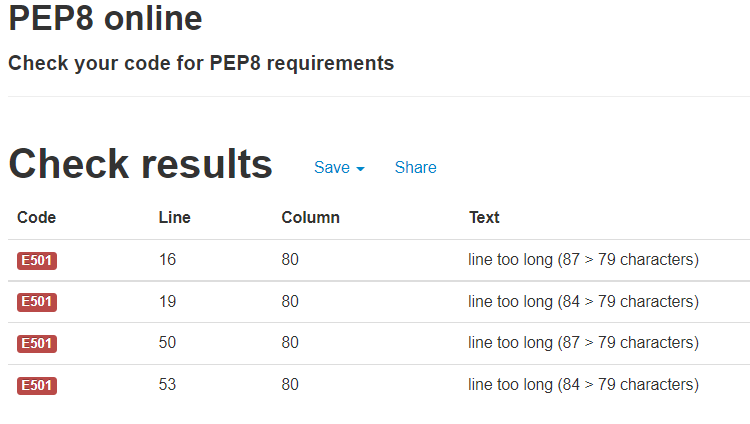 PEP8 online
Check your code for PEP8 requirements
Check results Save Share
Code Line Column Text
E501 16 80 line too long (87 > 79 characters)
E501 19 80 line too long (84 > 79 characters)
E501 50 80 line too long (87 > 79 characters)
E501 53 80 line too long (84 > 79 characters)